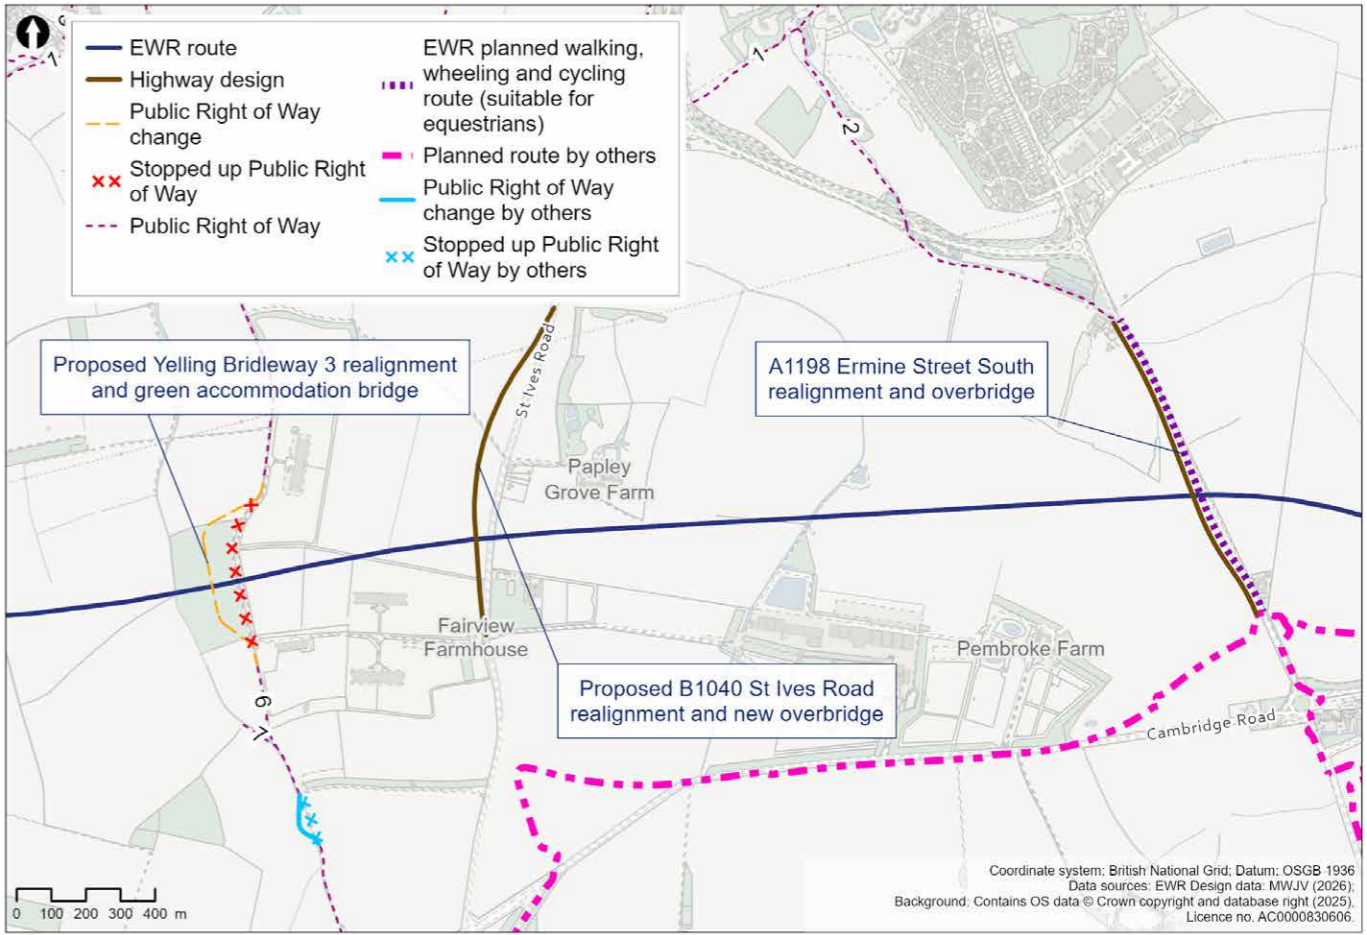 EWR route
Highway design
Public Right of Way
change
Stopped up Public Right
of Way
Public Right of Way
EWR planned walking,
wheeling and cycling
route (suitable for
equestrians)
Planned route by others
Public Right of Way
change by others
Stopped up Public Right
of Way by others
1
1
2
Proposed Yelling Bridleway 3 realignment
and green accommodation bridge
St Ives Road
A1198 Ermine Street South
realignment and overbridge
Papley
Grove Farm
Fairview
Farmhouse
Pembroke Farm
Proposed B1040 St Ives Road
realignment and new overbridge
Cambridge Road
6
7
0 100 200 300 400 m
Coordinate system: British National Grid; Datum: OSGB 1936
Data sources: EWR Design data: MWJV (2026);
Background: Contains OS data © Crown copyright and database right (2025),
Licence no. AC0000830606.